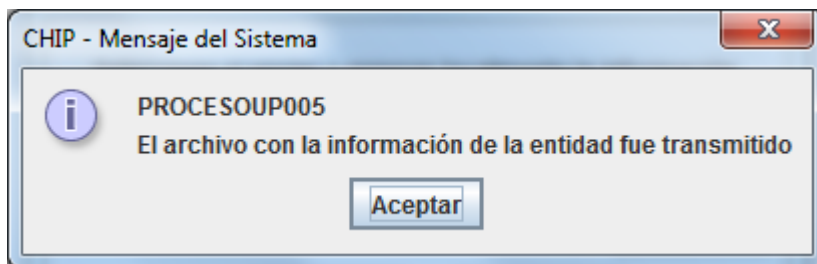 CHIP - Mensaje del Sistema
PROCESOUP005
El archivo con la información de la entidad fue transmitido
Aceptar